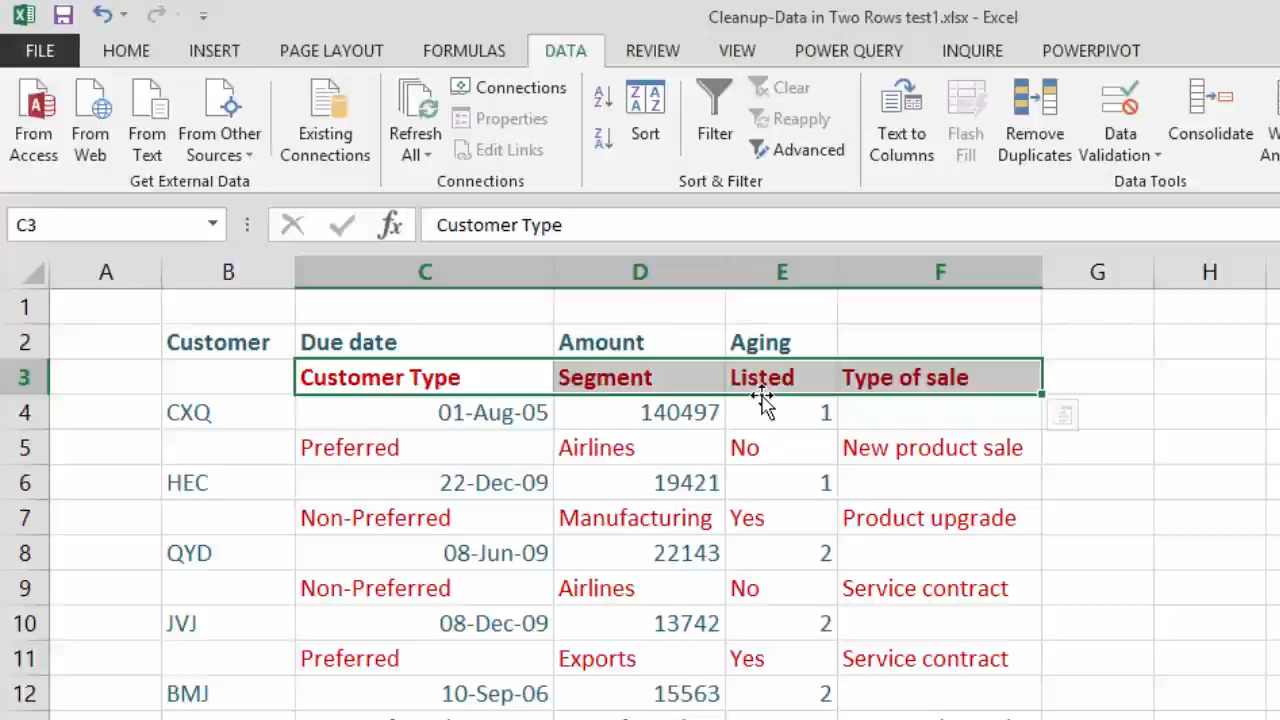 Cleanup-Data in Two Rows test1.xlsx - Excel
FILE HOME INSERT PAGE LAYOUT FORMULAS DATA REVIEW VIEW POWER QUERY INQUIRE POWERPIVOT
From Access From Web From Text From Other Sources Existing Connections Refresh All Connections Properties Edit Links Sort Filter Clear Reapply Advanced Text to Columns Flash Fill Remove Duplicates Data Validation Consolidate
Get External Data Connections Sort & Filter Data Tools
C3 fx Customer Type
A B C D E F G H
1
2 Customer Due date Amount Aging
3 Customer Type Segment Listed Type of sale
4 CXQ 01-Aug-05 140497 1
5 Preferred Airlines No New product sale
6 HEC 22-Dec-09 19421 1
7 Non-Preferred Manufacturing Yes Product upgrade
8 QYD 08-Jun-09 22143 2
9 Non-Preferred Airlines No Service contract
10 JVJ 08-Dec-09 13742 2
11 Preferred Exports Yes Service contract
12 BMJ 10-Sep-06 15563 2